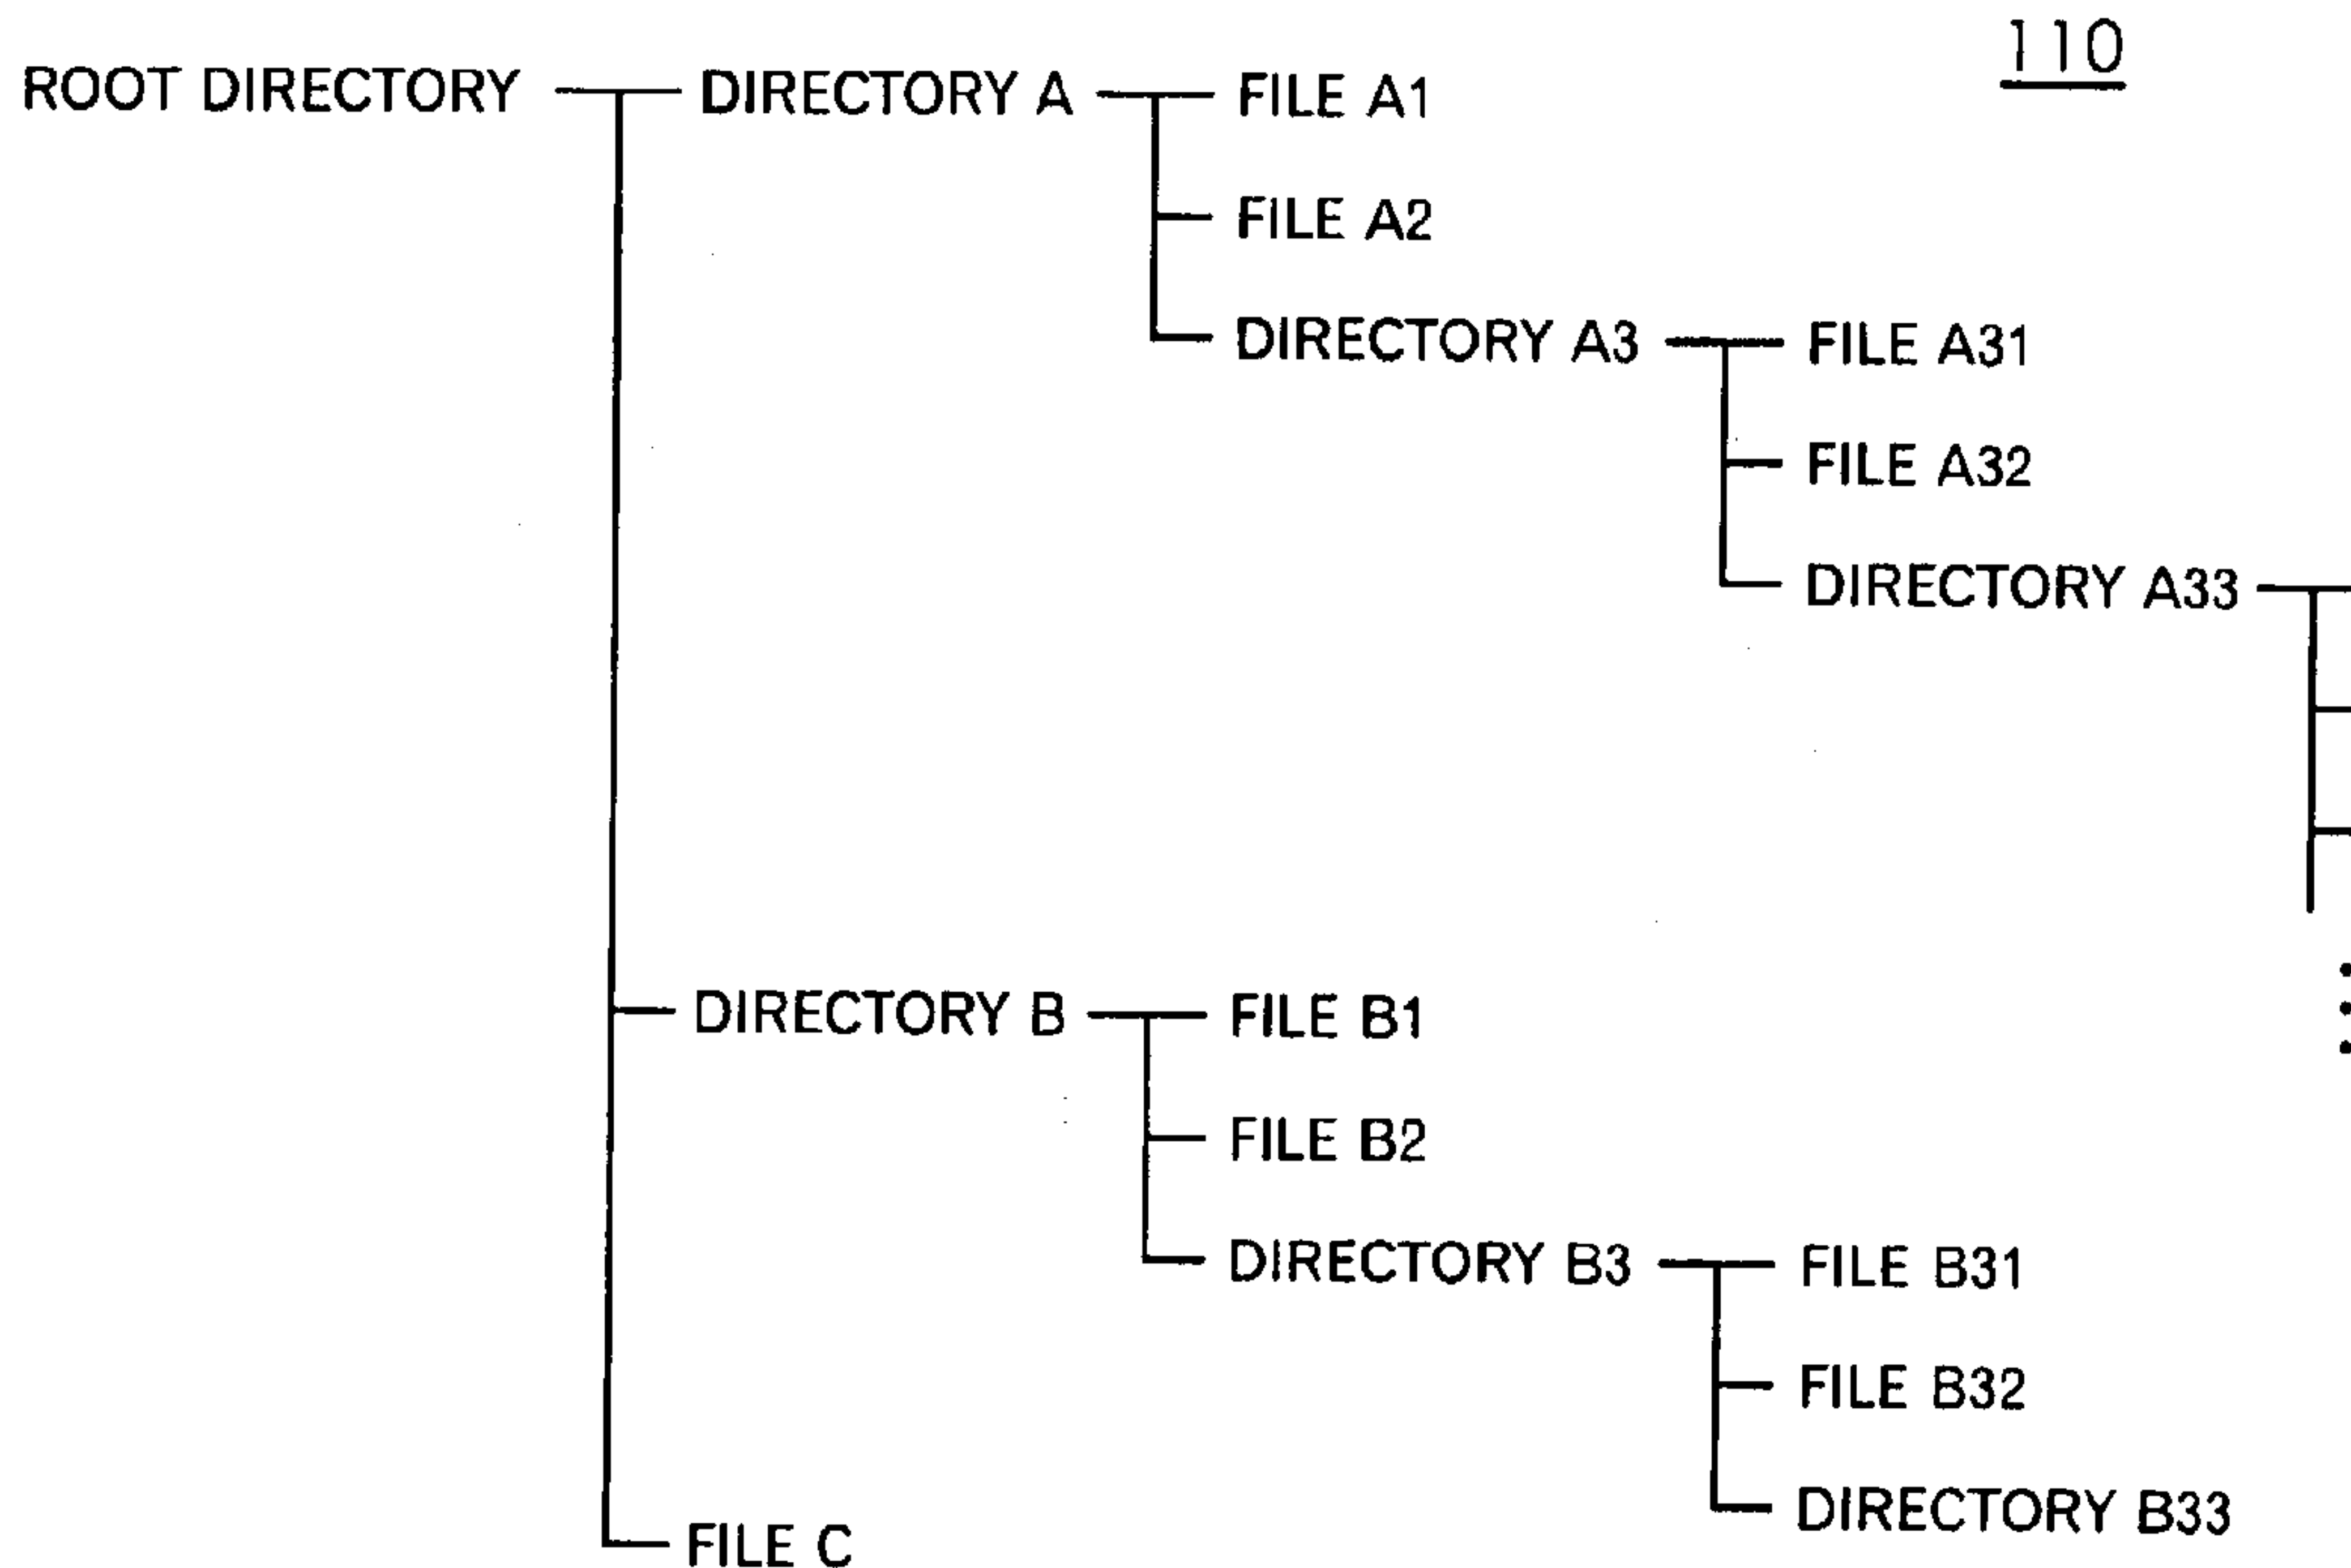 110
ROOT DIRECTORY
DIRECTORY A
FILE A1
FILE A2
DIRECTORY A3
FILE A31
FILE A32
DIRECTORY A33
DIRECTORY B
FILE B1
FILE B2
DIRECTORY B3
FILE B31
FILE B32
DIRECTORY B33
FILE C